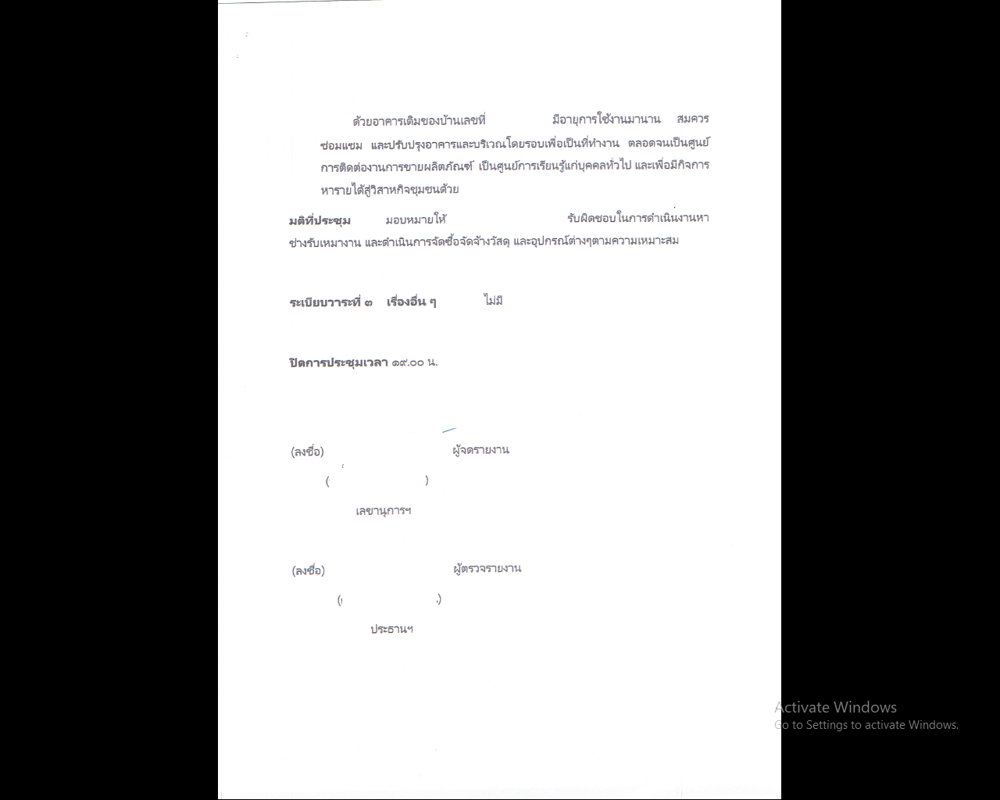 ด้วยอาคารเดิมของบ้านเลขที่ มีอายุการใช้งานมานาน สมควร
ซ่อมแซม และปรับปรุงอาคารและบริเวณโดยรอบเพื่อเป็นที่ทำงาน ตลอดจนเป็นศูนย์
การติดต่องานการขายผลิตภัณฑ์ เป็นศูนย์การเรียนรู้แก่บุคคลทั่วไป และเพื่อมีกิจการ
หารายได้สู่วิสาหกิจชุมชนด้วย
มติที่ประชุม มอบหมายให้ รับผิดชอบในการดำเนินงานหา
ช่างรับเหมางาน และดำเนินการจัดซื้อจัดจ้างวัสดุ และอุปกรณ์ต่างๆตามความเหมาะสม
ระเบียบวาระที่ ๓ เรื่องอื่น ๆ ไม่มี
ปิดการประชุมเวลา ๑๙.๐๐ น.
(ลงชื่อ) ผู้จดรายงาน
( )
เลขานุการฯ
(ลงชื่อ) ผู้ตรวจรายงาน
( )
ประธานฯ
Activate Windows
Go to Settings to activate Windows.